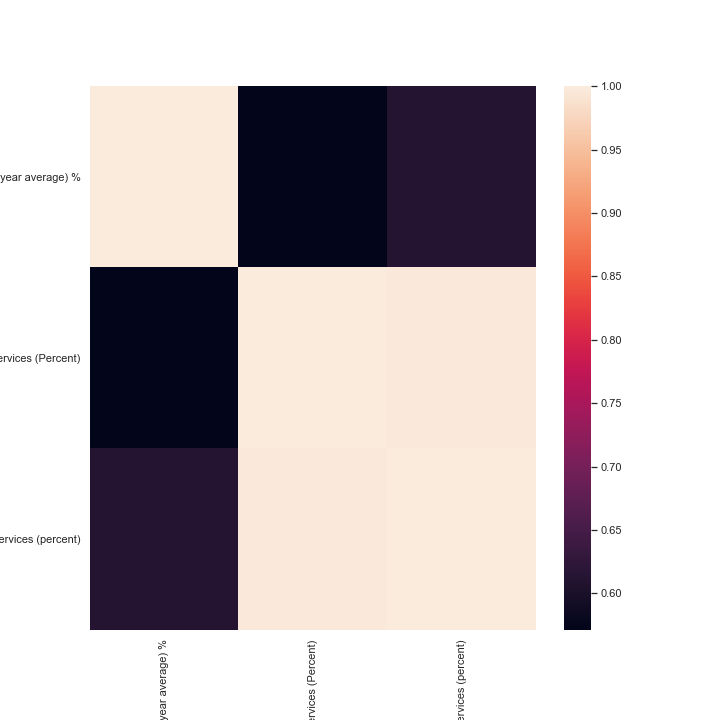 year average) %
ervices (Percent)
ervices (percent)
year average) %
rvices (Percent)
ervices (percent)
1.00
0.95
0.90
0.85
0.80
0.75
0.70
0.65
0.60